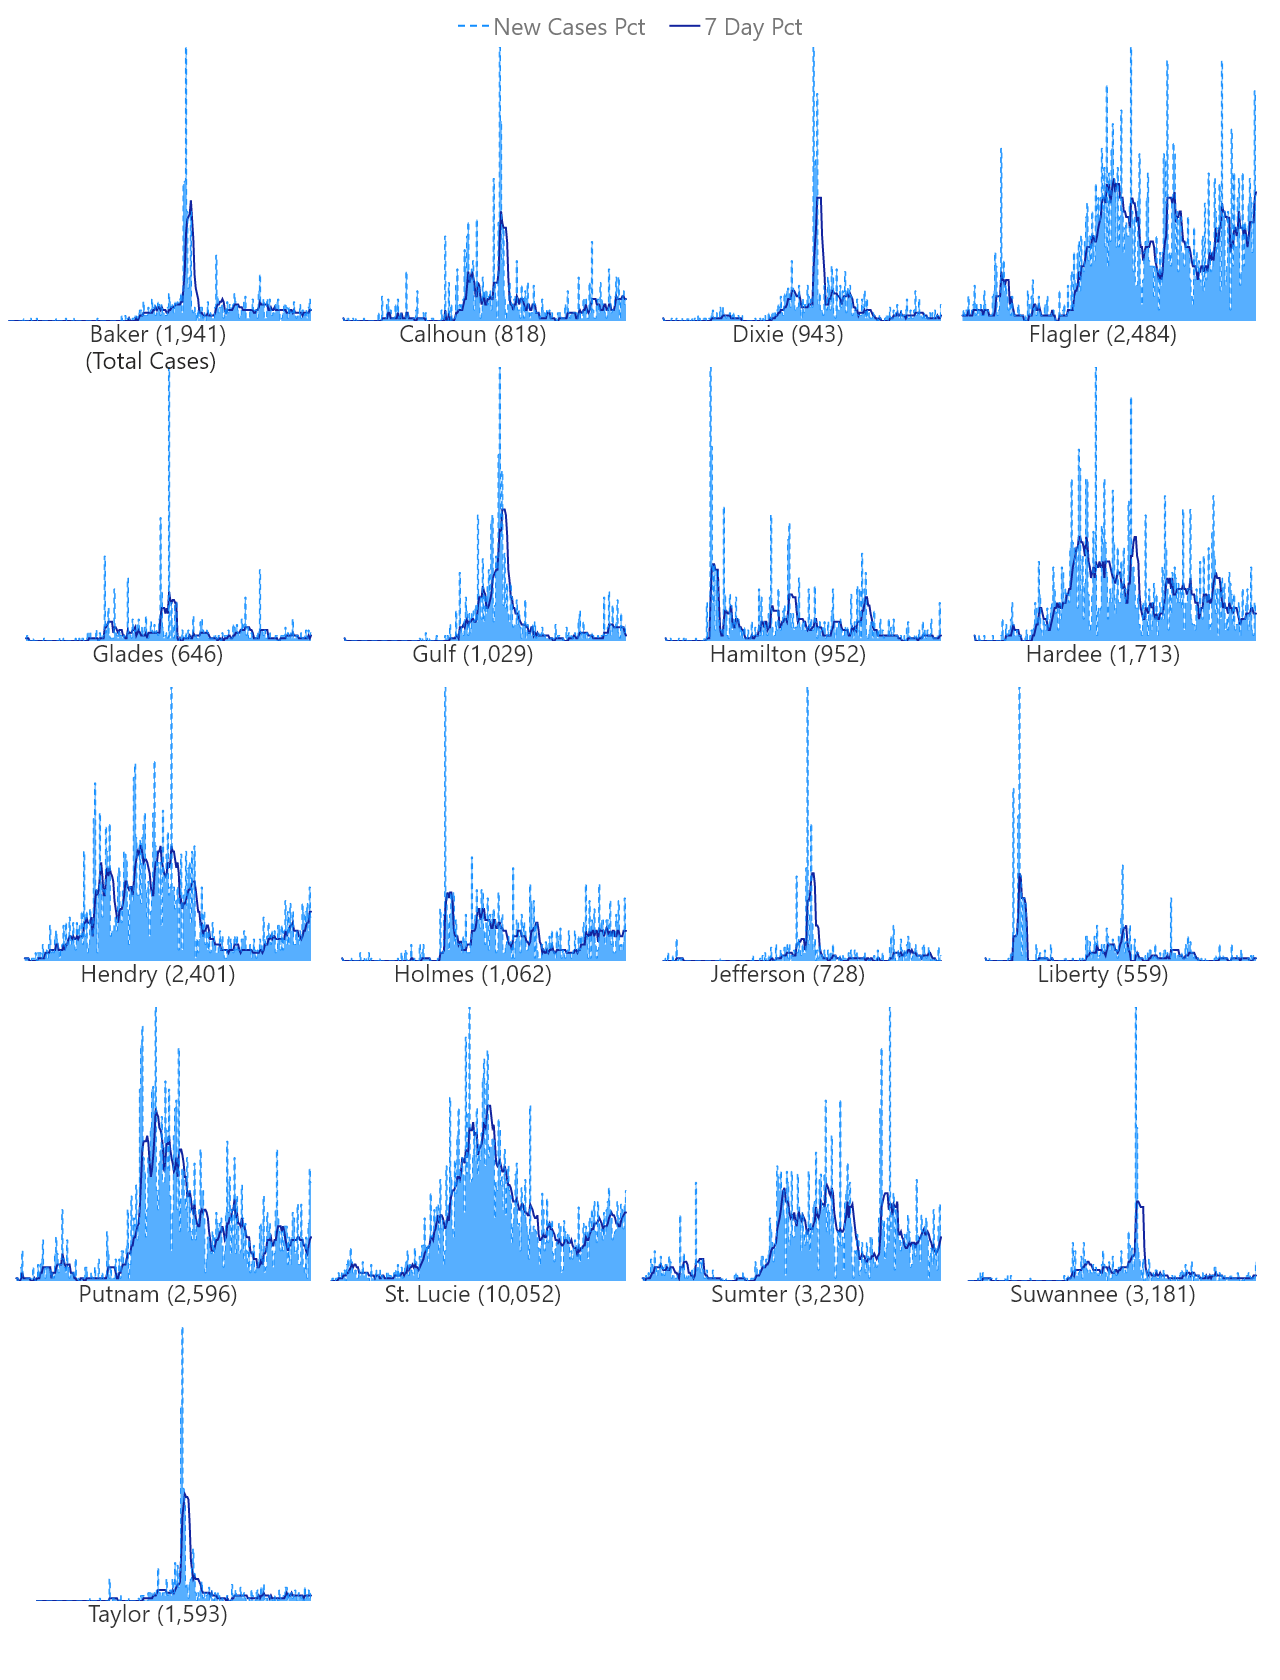 New Cases Pct 7 Day Pct
Baker (1,941) Calhoun (818) Dixie (943) Flagler (2,484)
(Total Cases)
Glades (646) Gulf (1,029) Hamilton (952) Hardee (1,713)
Hendry (2,401) Holmes (1,062) Jefferson (728) Liberty (559)
Putnam (2,596) St. Lucie (10,052) Sumter (3,230) Suwannee (3,181)
Taylor (1,593)